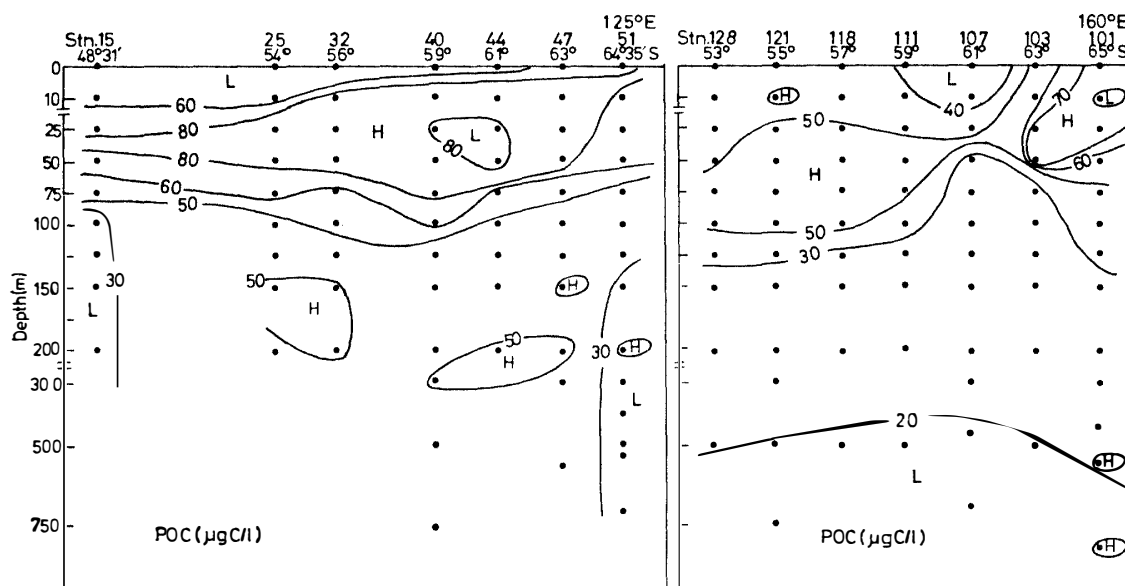 125°E
Stn.15 25 32 40 44 47 51
48°31′ 54° 56° 59° 61° 63° 64°35′S
160°E
Stn.128 121 118 111 107 103 101
53° 55° 57° 59° 61° 63° 65°S
0
10
25
50
75
100
150
200
300
500
750
Depth(m)
L
60
80
H
80
L
80
60
50
30
L
50
H
H
50
H
30
H
L
POC(µgC/l)
L
40
70
H
L
50
H
H
60
50
30
20
L
H
H
POC(µgC/l)